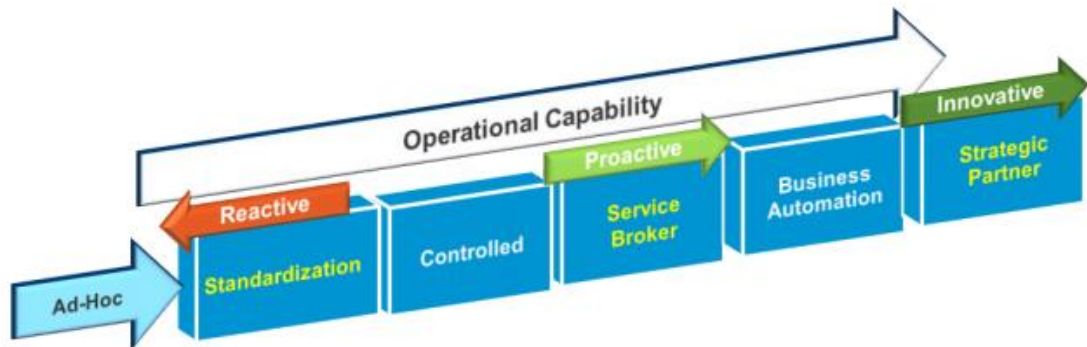 Operational Capability
Innovative
Proactive
Reactive
Strategic
Partner
Business
Automation
Service
Broker
Controlled
Standardization
Ad-Hoc